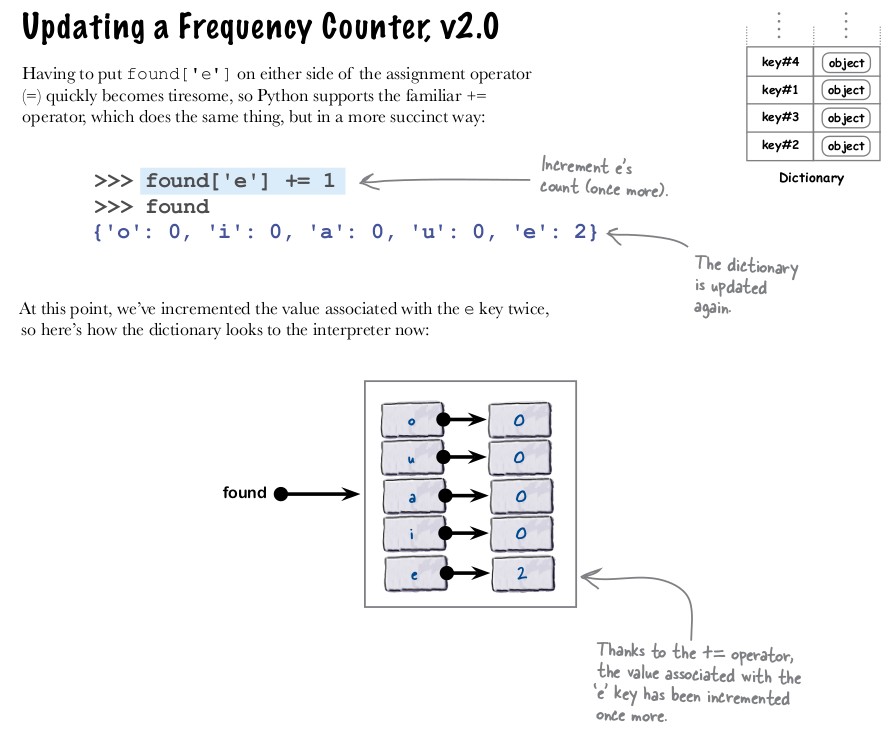 Updating a Frequency Counter, v2.0
Having to put found['e'] on either side of the assignment operator
(=) quickly becomes tiresome, so Python supports the familiar +=
operator, which does the same thing, but in a more succinct way:
key#4 object
key#1 object
key#3 object
key#2 object
Dictionary
>>> found['e'] += 1
>>> found
{'o': 0, 'i': 0, 'a': 0, 'u': 0, 'e': 2}
Increment e's
count (once more).
The dictionary
is updated
again.
At this point, we've incremented the value associated with the e key twice,
so here's how the dictionary looks to the interpreter now:
found
o 0
u 0
a 0
i 0
e 2
Thanks to the += operator,
the value associated with the
'e' key has been incremented
once more.